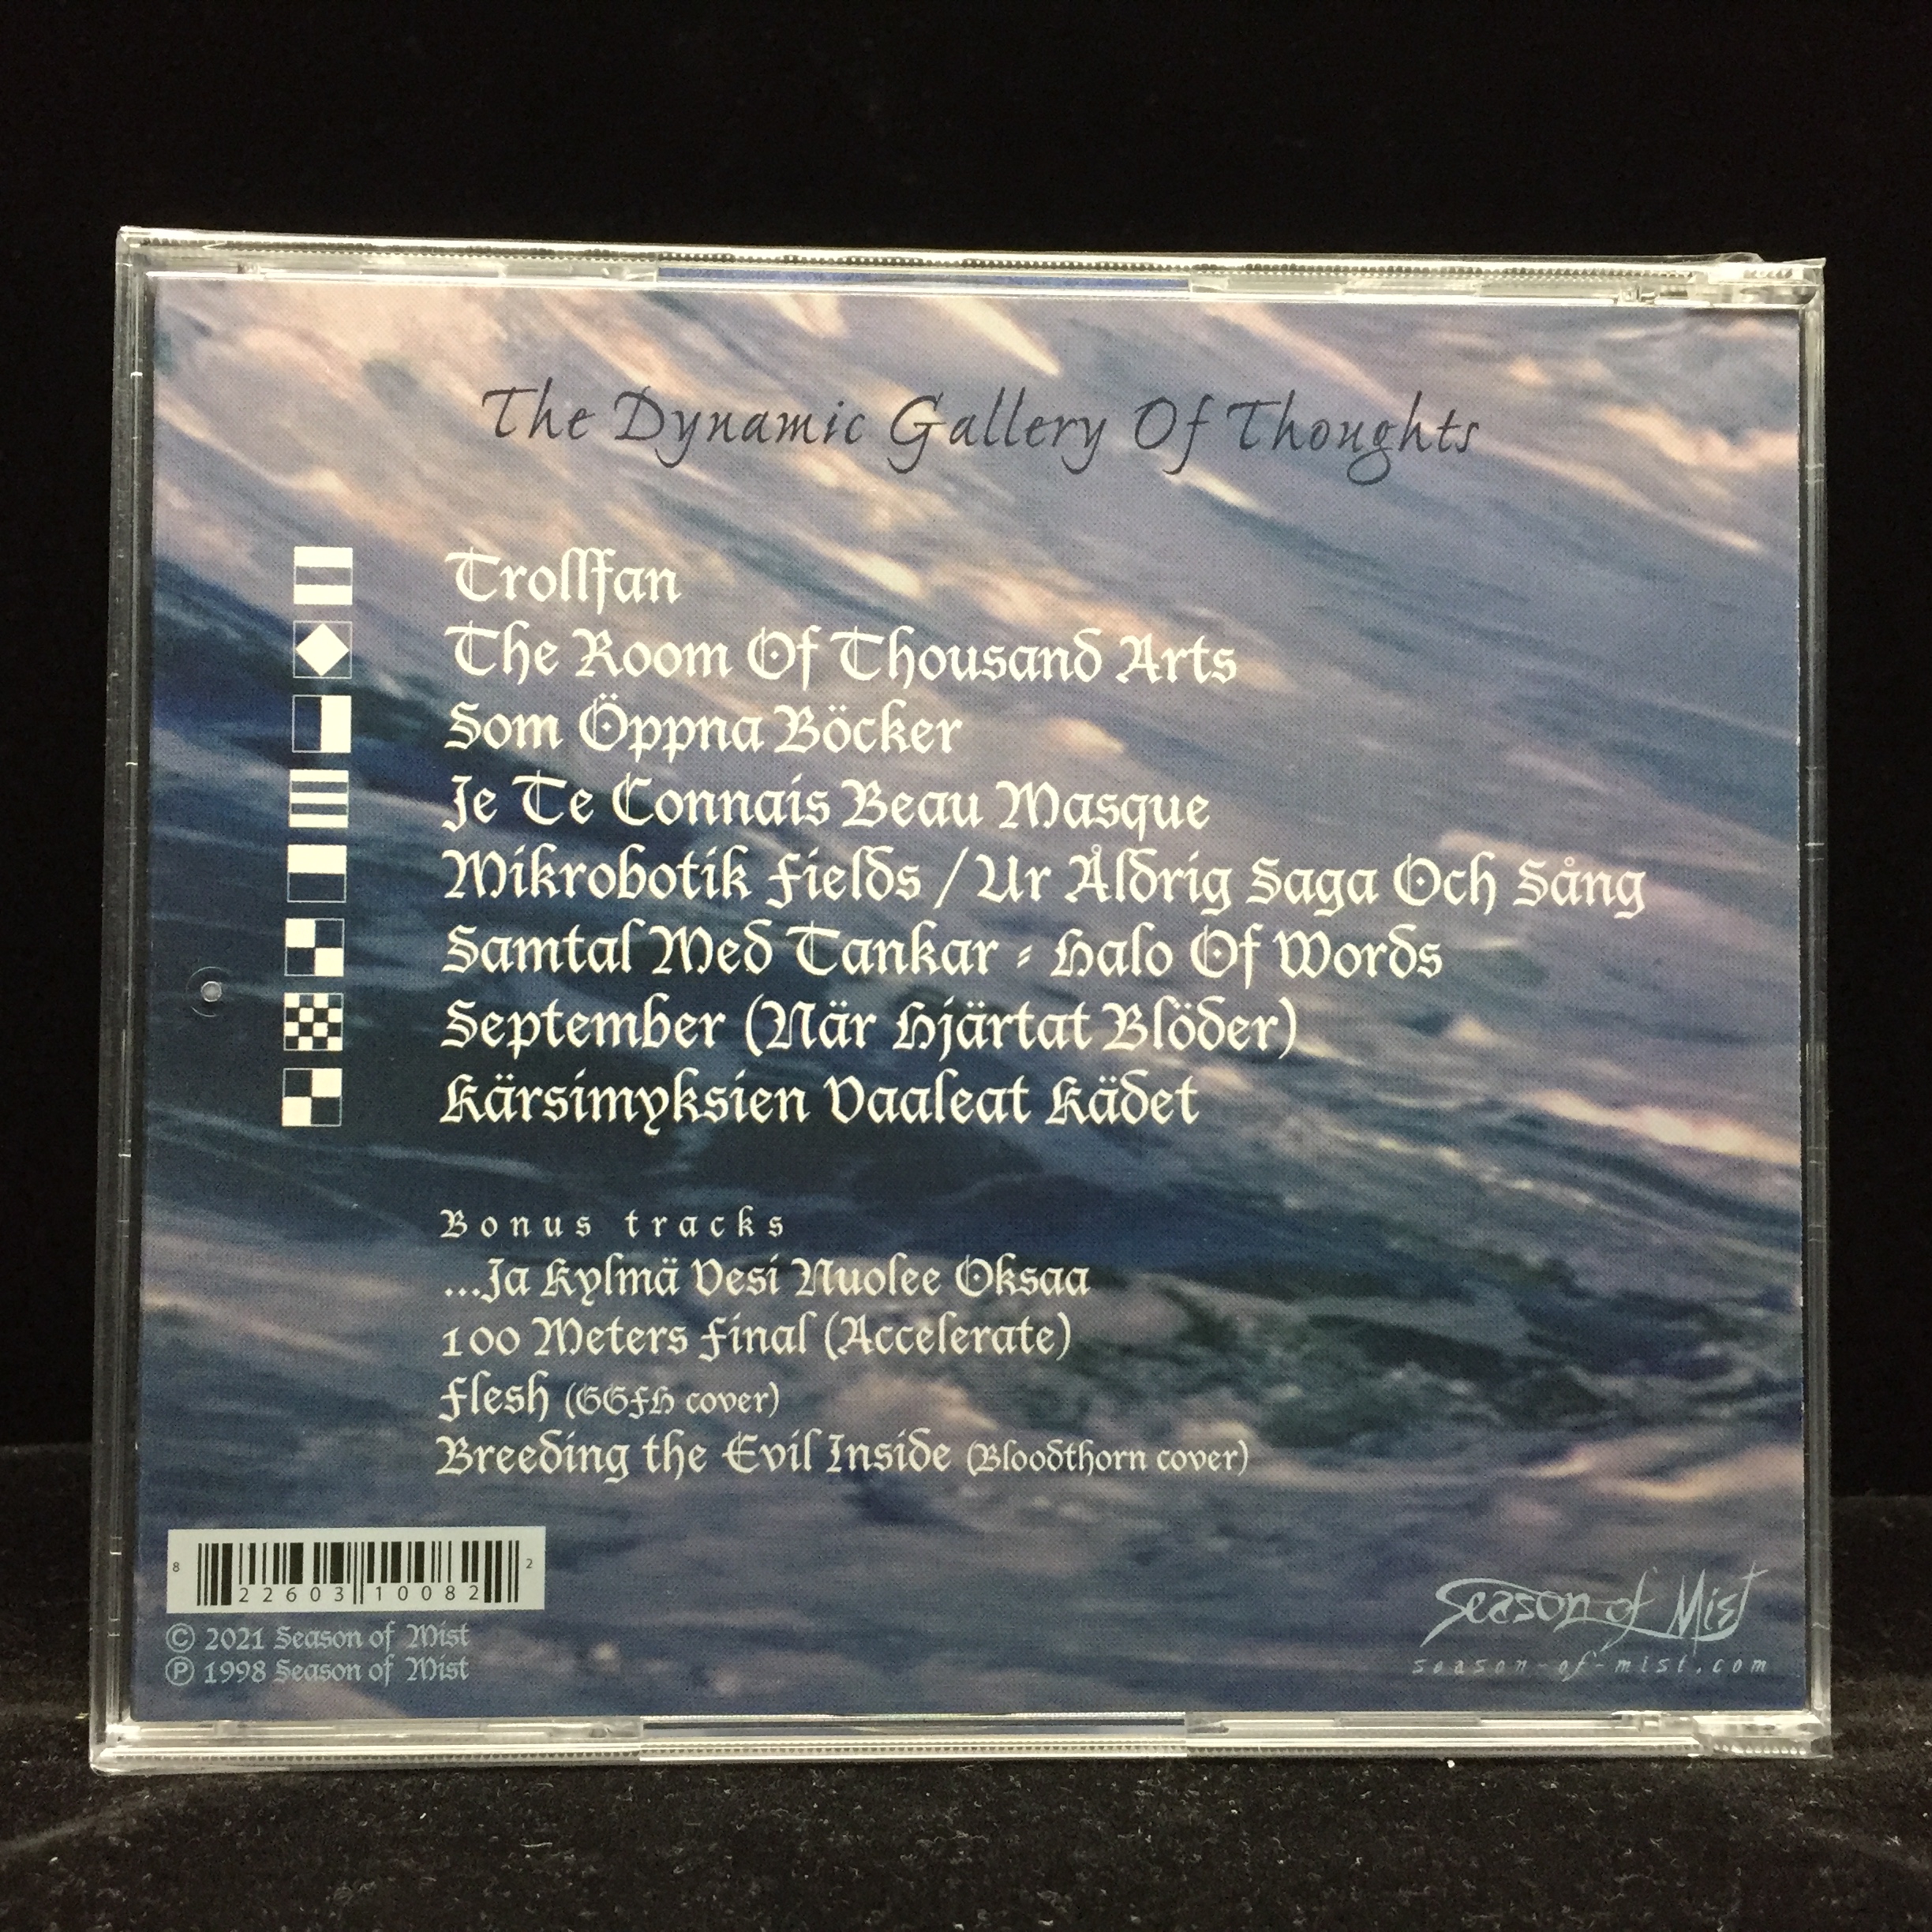 The Dynamic Gallery Of Thoughts
Trollfan
The Room Of Thousand Arts
Som Öppna Böcker
Je Te Connais Beau Masque
Mikrobotik Fields / Ur Åldrig Saga Och Sång
Samtal Med Tankar - Halo Of Words
September (När Hjärtat Blöder)
Kärsimyksien Vaaleat Kädet
Bonus tracks
...Ja Kylmä Vesi Nuolee Oksaa
100 Meters Final (Accelerate)
Flesh (GGFH cover)
Breeding the Evil Inside (Bloodthorn cover)
8 22603 10082 2
© 2021 Season of Mist
℗ 1998 Season of Mist
Season of Mist
season-of-mist.com